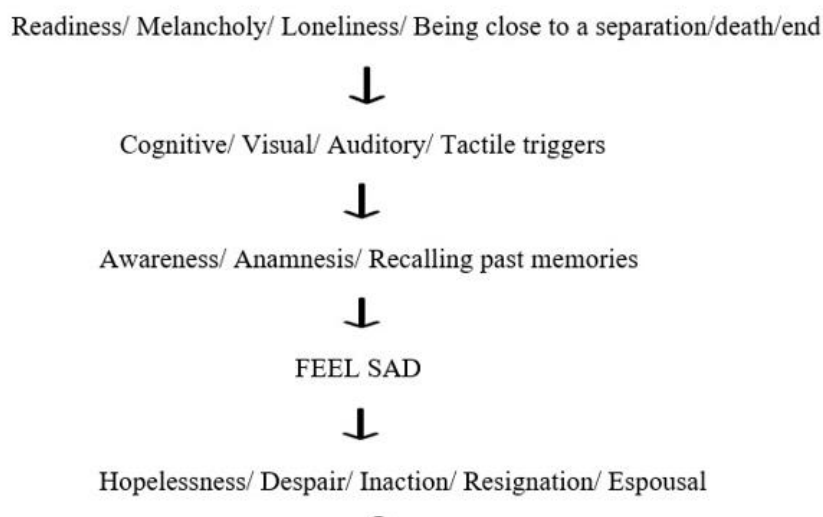 Readiness/ Melancholy/ Loneliness/ Being close to a separation/death/end
Cognitive/ Visual/ Auditory/ Tactile triggers
Awareness/ Anamnesis/ Recalling past memories
FEEL SAD
Hopelessness/ Despair/ Inaction/ Resignation/ Espousal